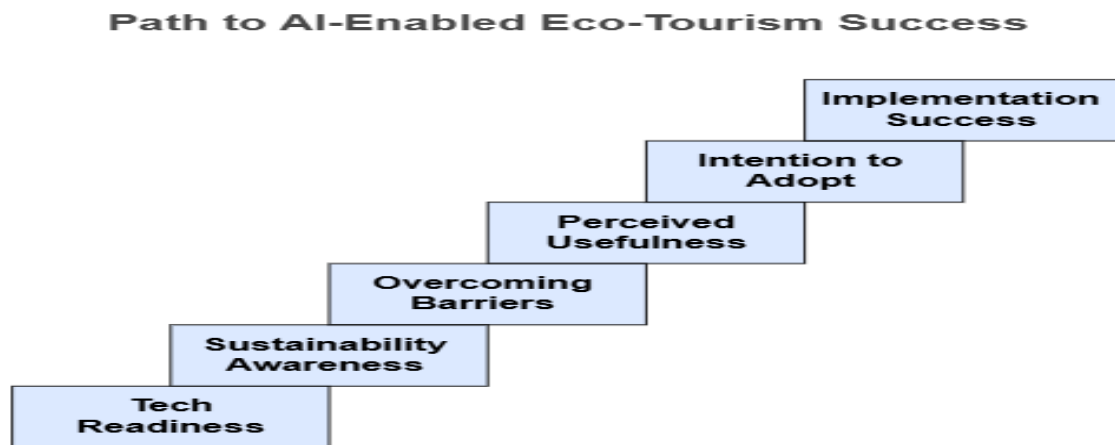 Path to AI-Enabled Eco-Tourism Success
Implementation
Success
Intention to
Adopt
Perceived
Usefulness
Overcoming
Barriers
Sustainability
Awareness
Tech
Readiness